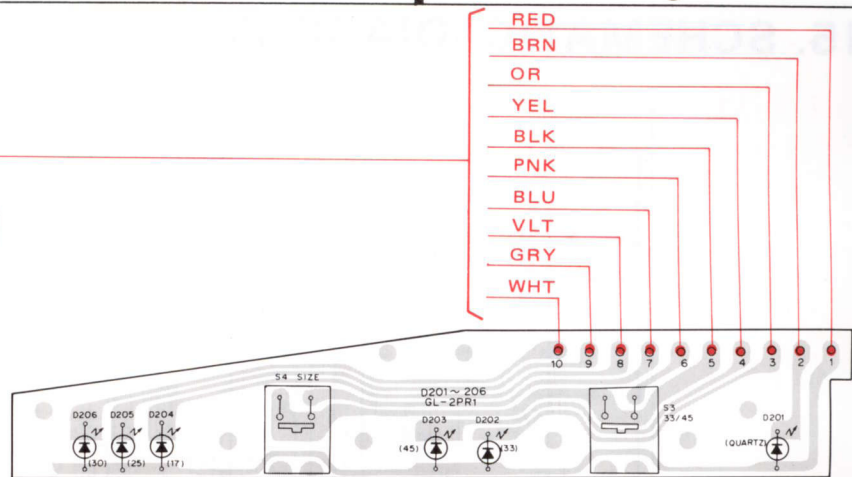 RED
BRN
OR
YEL
BLK
PNK
BLU
VLT
GRY
WHT
10 9 8 7 6 5 4 3 2 1
S4 SIZE
D201~206
GL-2PR1
S3
33/45
D206 D205 D204
D203 D202
D201
(30) (25) (17)
(45) (33)
(QUARTZ)